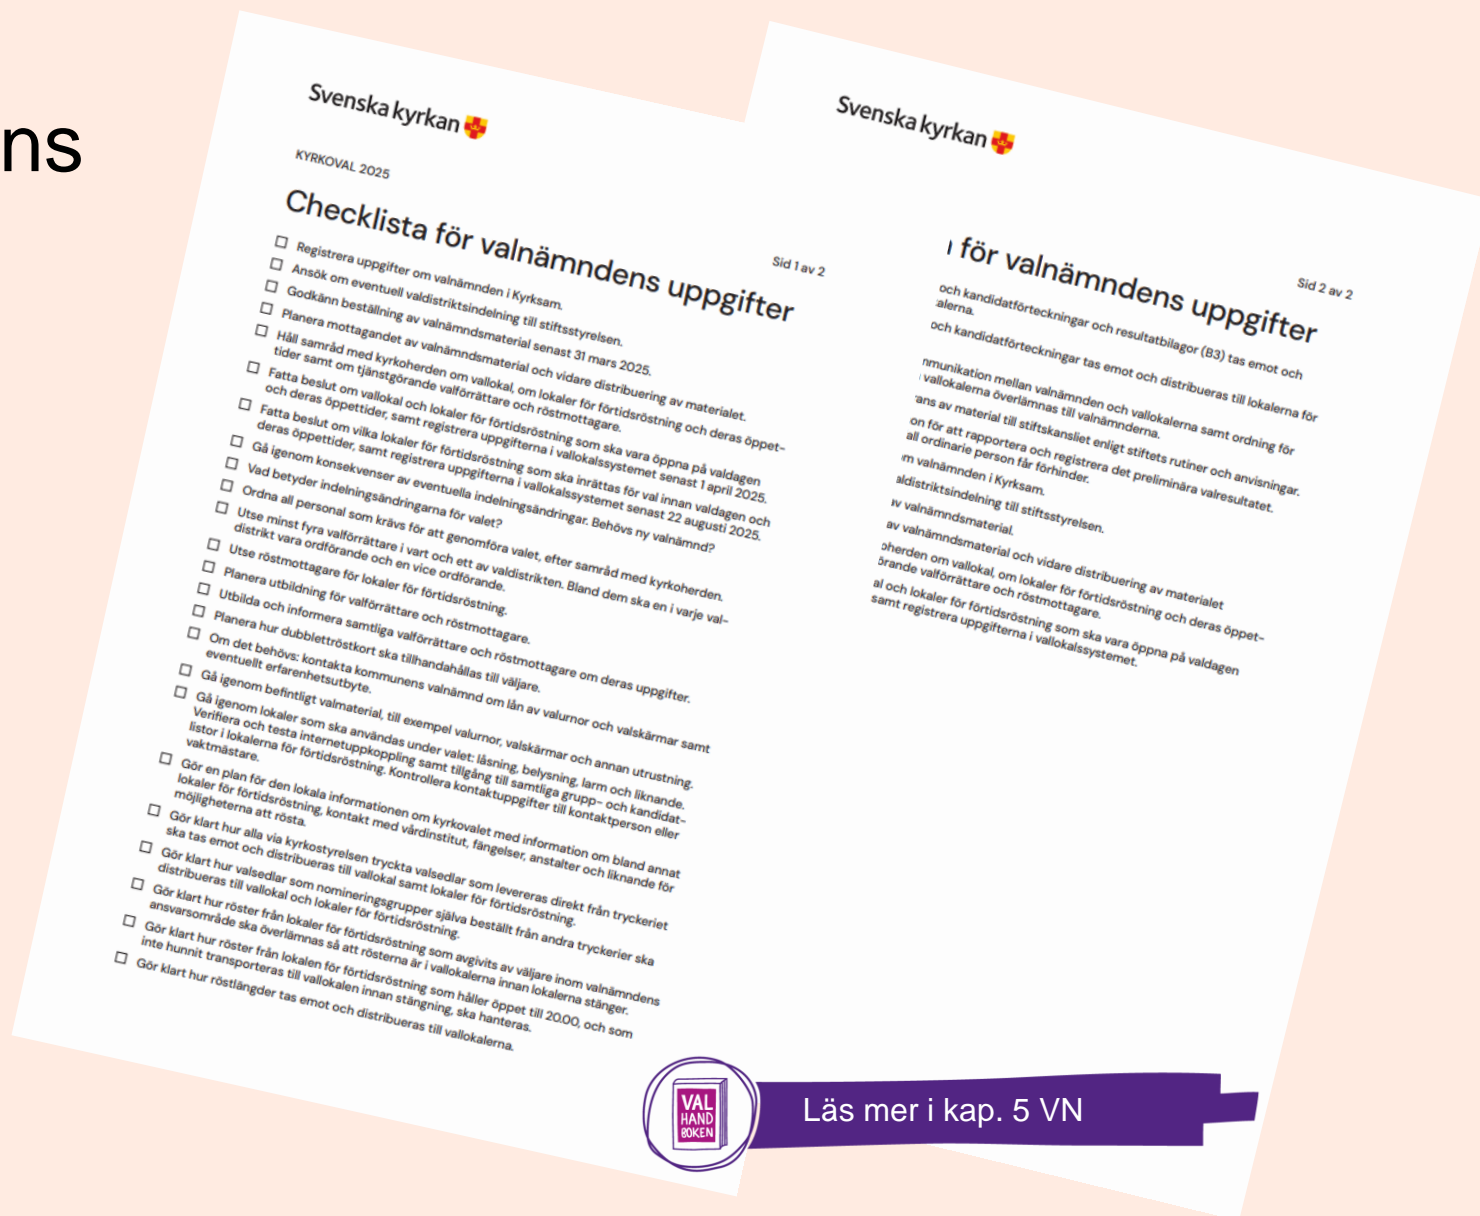 ns
Svenska kyrkan
KYRKOVAL 2025
Checklista för valnämndens uppgifter
Sid 1 av 2
Registrera uppgifter om valnämnden i Kyrksam.
Ansök om eventuell valdistriktsindelning till stiftsstyrelsen.
Godkänn beställning av valnämndsmaterial senast 31 mars 2025.
Planera mottagandet av valnämndsmaterial och vidare distribuering av materialet.
Håll samråd med kyrkoherden om vallokal, om lokaler för förtidsröstning och deras öppet-
tider samt om tjänstgörande valförrättare och röstmottagare.
Fatta beslut om vallokal och lokaler för förtidsröstning som ska vara öppna på valdagen
och deras öppettider, samt registrera uppgifterna i vallokalssystemet senast 1 april 2025.
Fatta beslut om vilka lokaler för förtidsröstning som ska inrättas för val innan valdagen och
deras öppettider, samt registrera uppgifterna i vallokalssystemet senast 22 augusti 2025.
Gå igenom konsekvenser av eventuella indelningsändringar. Behövs ny valnämnd?
Vad betyder indelningsändringarna för valet?
Ordna all personal som krävs för att genomföra valet, efter samråd med kyrkoherden.
Utse minst fyra valförrättare i vart och ett av valdistrikten. Bland dem ska en i varje val-
distrikt vara ordförande och en vice ordförande.
Utse röstmottagare för lokaler för förtidsröstning.
Planera utbildning för valförrättare och röstmottagare.
Utbilda och informera samtliga valförrättare och röstmottagare om deras uppgifter.
Planera hur dubblettröstkort ska tillhandahållas till väljare.
Om det behövs: kontakta kommunens valnämnd om lån av valurnor och valskärmar samt
eventuellt erfarenhetsutbyte.
Gå igenom befintligt valmaterial, till exempel valurnor, valskärmar och annan utrustning.
Gå igenom lokaler som ska användas under valet: låsning, belysning, larm och liknande.
Verifiera och testa internetuppkoppling samt tillgång till samtliga grupp- och kandidat-
listor i lokalerna för förtidsröstning. Kontrollera kontaktuppgifter till kontaktperson eller
vaktmästare.
Gör en plan för den lokala informationen om kyrkovalet med information om bland annat
lokaler för förtidsröstning, kontakt med vårdinstitut, fängelser, anstalter och liknande för
möjligheterna att rösta.
Gör klart hur alla via kyrkostyrelsen tryckta valsedlar som levereras direkt från tryckeriet
ska tas emot och distribueras till vallokal samt lokaler för förtidsröstning.
Gör klart hur valsedlar som nomineringsgrupper själva beställt från andra tryckerier ska
distribueras till vallokal och lokaler för förtidsröstning.
Gör klart hur röster från lokaler för förtidsröstning som avgivits av väljare inom valnämndens
ansvarsområde ska överlämnas så att rösterna är i vallokalerna innan lokalerna stänger.
Gör klart hur röster från lokalen för förtidsröstning som håller öppet till 20.00, och som
inte hunnit transporteras till vallokalen innan stängning, ska hanteras.
Gör klart hur röstlängder tas emot och distribueras till vallokalerna.
Svenska kyrkan
för valnämndens uppgifter
Sid 2 av 2
och kandidatförteckningar och resultatbilagor (B3) tas emot och
alerna.
och kandidatförteckningar tas emot och distribueras till lokalerna för
mmunikation mellan valnämnden och vallokalerna samt ordning för
vallokalerna överlämnas till valnämnderna.
ans av material till stiftskansliet enligt stiftets rutiner och anvisningar.
on för att rapportera och registrera det preliminära valresultatet.
all ordinarie person får förhinder.
m valnämnden i Kyrksam.
aldistriktsindelning till stiftsstyrelsen.
av valnämndsmaterial.
av valnämndsmaterial och vidare distribuering av materialet
oherden om vallokal, om lokaler för förtidsröstning och deras öppet-
örande valförrättare och röstmottagare.
al och lokaler för förtidsröstning som ska vara öppna på valdagen
samt registrera uppgifterna i vallokalssystemet.
VAL
HAND
BOKEN
Läs mer i kap. 5 VN